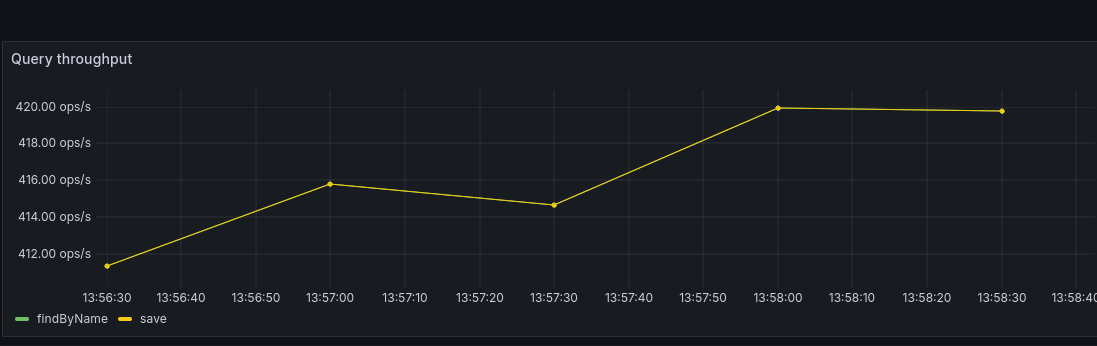 Query throughput
420.00 ops/s
418.00 ops/s
416.00 ops/s
414.00 ops/s
412.00 ops/s
13:56:30 13:56:40 13:56:50 13:57:00 13:57:10 13:57:20 13:57:30 13:57:40 13:57:50 13:58:00 13:58:10 13:58:20 13:58:30 13:58:40
findByName save